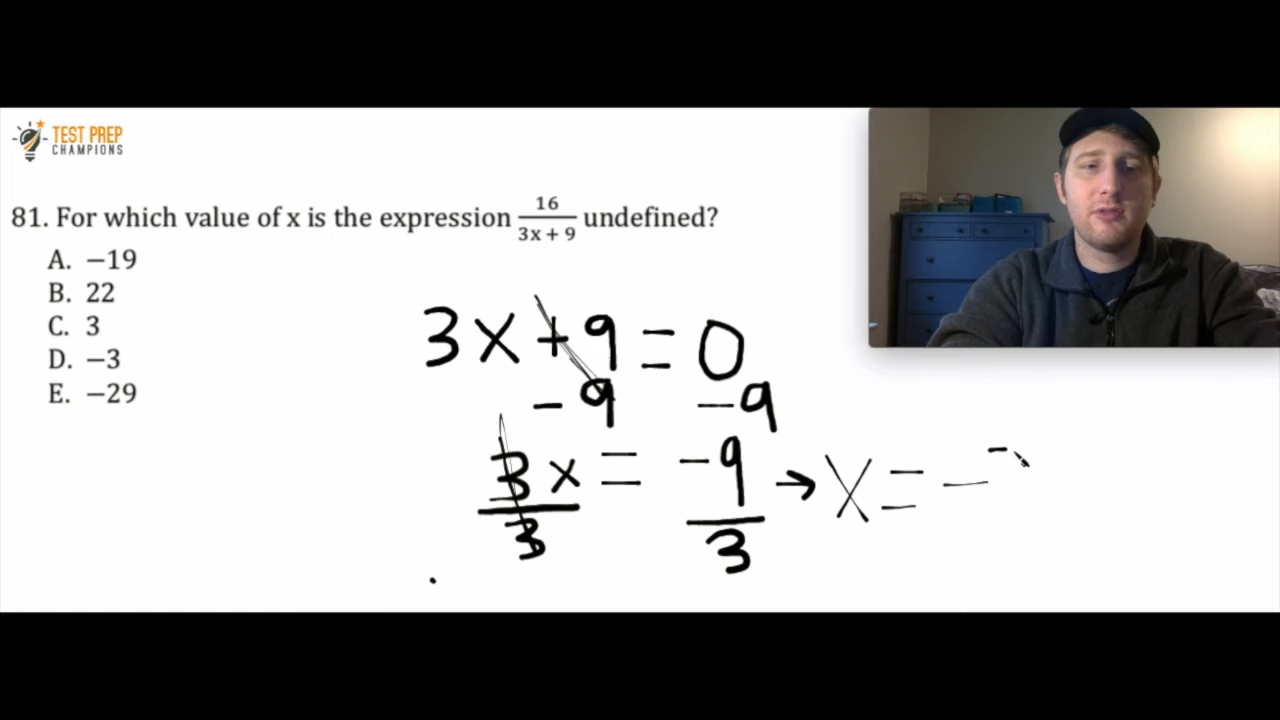 TEST PREP
CHAMPIONS
81. For which value of x is the expression 16/(3x + 9) undefined?
A. −19
B. 22
C. 3
D. −3
E. −29
3x + 9 = 0
− 9 − 9
3x/3 = −9/3 → x = −